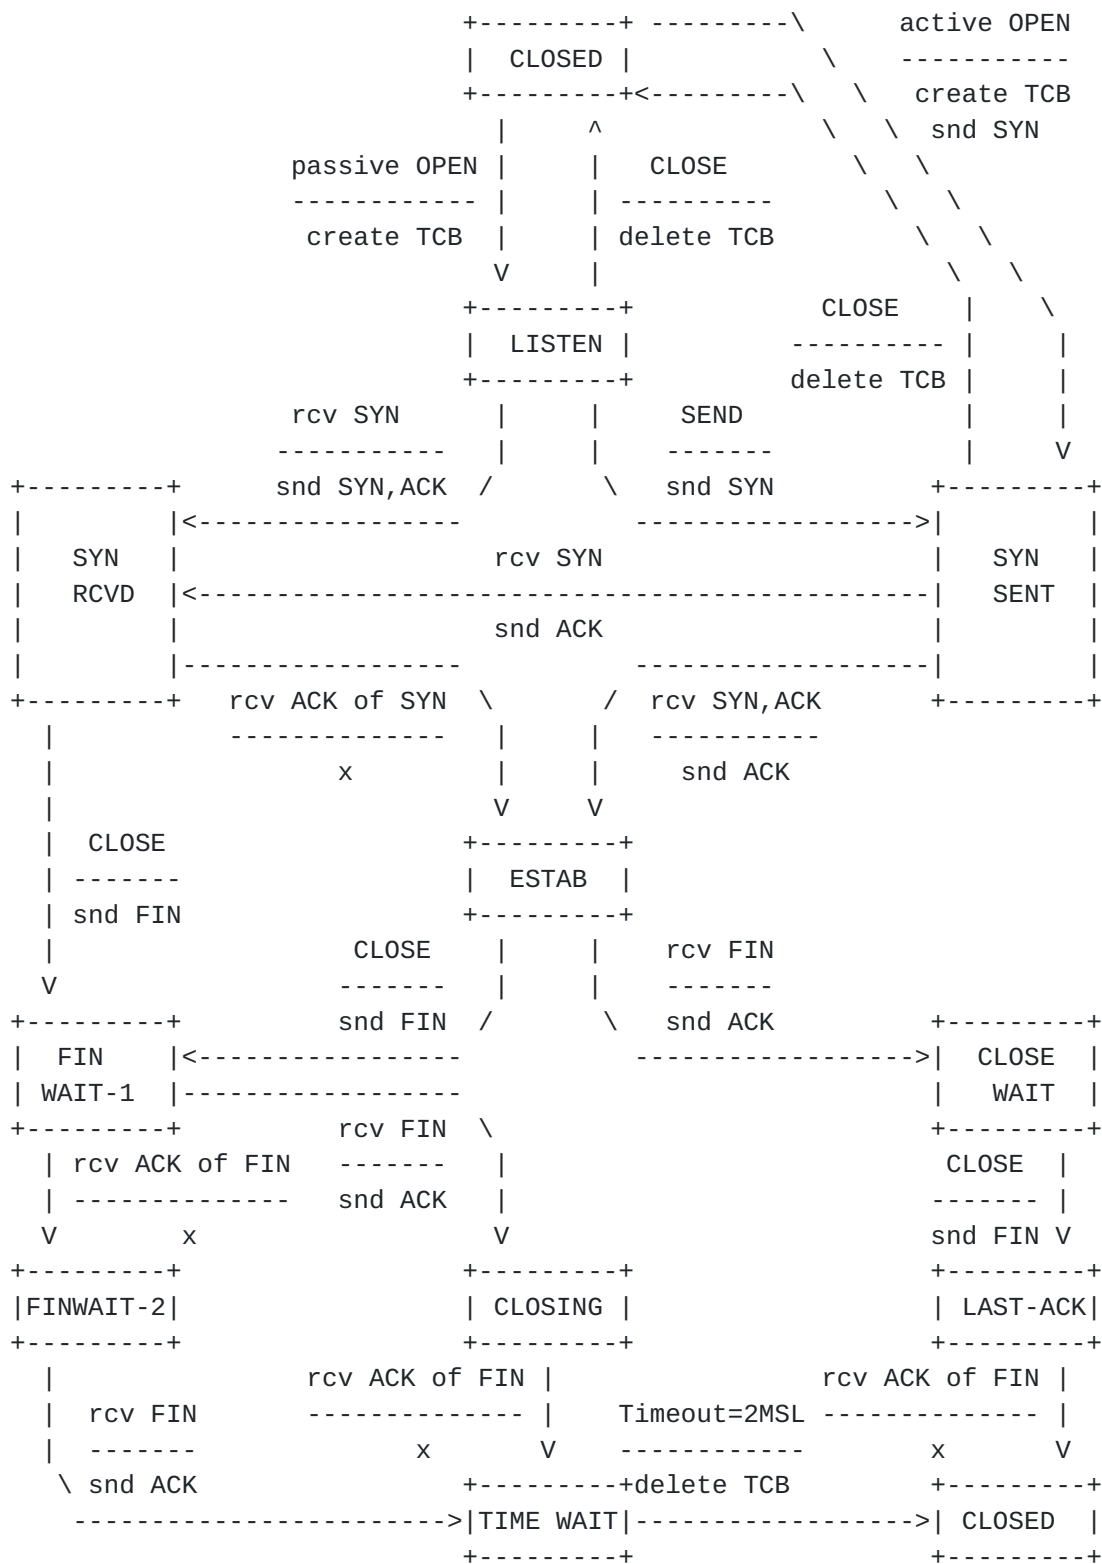 +---------+ ---------\      active OPEN
|  CLOSED |            \    -----------
+---------+<---------\   \   create TCB
  |     ^              \   \  snd SYN
passive OPEN |     |   CLOSE        \   \
------------ |     | ----------       \   \
create TCB  |     | delete TCB         \   \
V     |                      \   \
+---------+            CLOSE    |    \
|  LISTEN |          ---------- |     |
+---------+          delete TCB |     |
rcv SYN      |     |     SEND              |     |
-----------   |     |    -------            |     V
+---------+      snd SYN,ACK  /       \   snd SYN          +---------+
|         |<-----------------           ------------------>|         |
|   SYN   |                    rcv SYN                     |   SYN   |
|   RCVD  |<-----------------------------------------------|   SENT  |
|         |                    snd ACK                     |         |
|         |------------------           -------------------|         |
+---------+   rcv ACK of SYN  \       /  rcv SYN,ACK       +---------+
|           --------------   |     |   -----------
|                  x         |     |     snd ACK
|                            V     V
|  CLOSE                   +---------+
| -------                  |  ESTAB  |
| snd FIN                  +---------+
|                   CLOSE    |     |    rcv FIN
V                  -------   |     |    -------
+---------+          snd FIN  /       \   snd ACK          +---------+
|  FIN    |<-----------------           ------------------>|  CLOSE  |
| WAIT-1  |------------------                              |   WAIT  |
+---------+          rcv FIN  \                            +---------+
| rcv ACK of FIN   -------   |                            CLOSE  |
| --------------   snd ACK   |                           ------- |
V        x                   V                           snd FIN V
+---------+                  +---------+                   +---------+
|FINWAIT-2|                  | CLOSING |                   | LAST-ACK|
+---------+                  +---------+                   +---------+
|                rcv ACK of FIN |                 rcv ACK of FIN |
|  rcv FIN       -------------- |    Timeout=2MSL -------------- |
|  -------              x       V    ------------        x       V
\ snd ACK                 +---------+delete TCB         +---------+
------------------------>|TIME WAIT|------------------>| CLOSED  |
+---------+                   +---------+